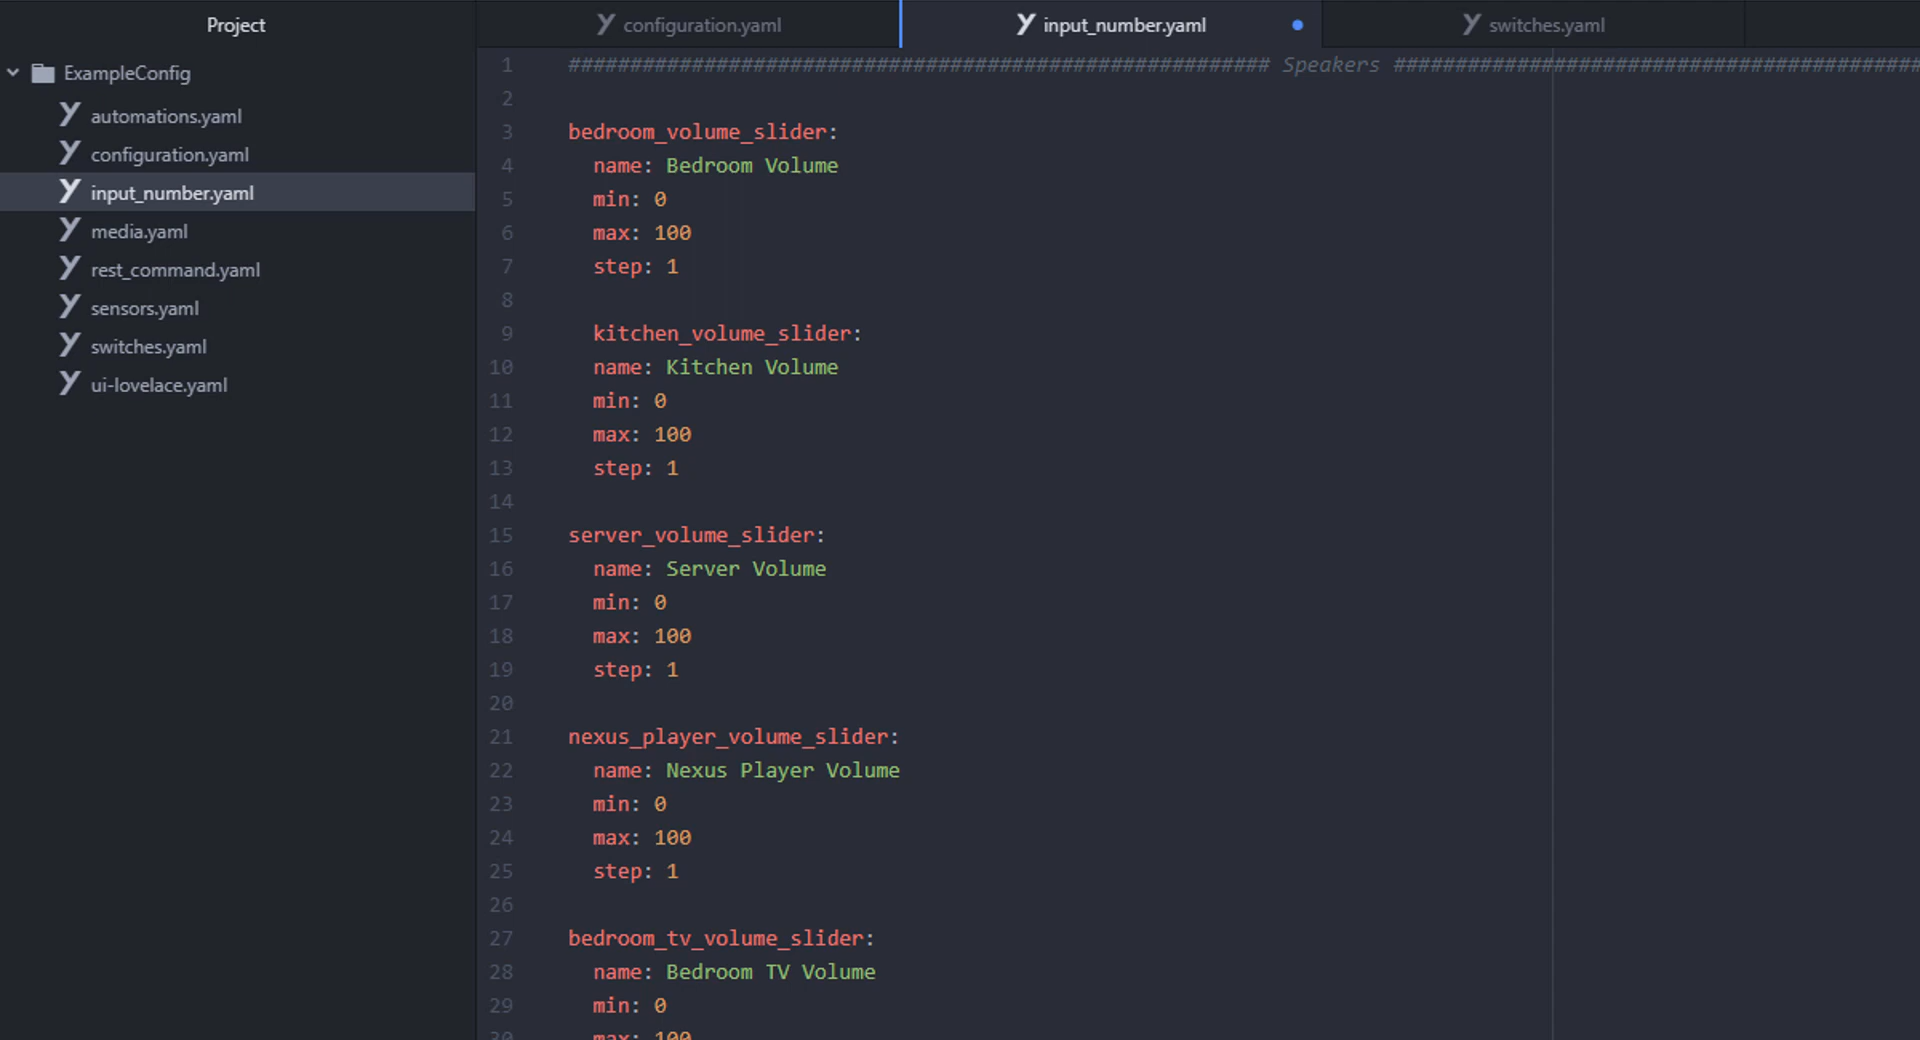 Project
ExampleConfig
automations.yaml
configuration.yaml
input_number.yaml
media.yaml
rest_command.yaml
sensors.yaml
switches.yaml
ui-lovelace.yaml
configuration.yaml
input_number.yaml
switches.yaml
1 ######################################################### Speakers ###########################################
2
3 bedroom_volume_slider:
4 name: Bedroom Volume
5 min: 0
6 max: 100
7 step: 1
8
9 kitchen_volume_slider:
10 name: Kitchen Volume
11 min: 0
12 max: 100
13 step: 1
14
15 server_volume_slider:
16 name: Server Volume
17 min: 0
18 max: 100
19 step: 1
20
21 nexus_player_volume_slider:
22 name: Nexus Player Volume
23 min: 0
24 max: 100
25 step: 1
26
27 bedroom_tv_volume_slider:
28 name: Bedroom TV Volume
29 min: 0
30 max: 100